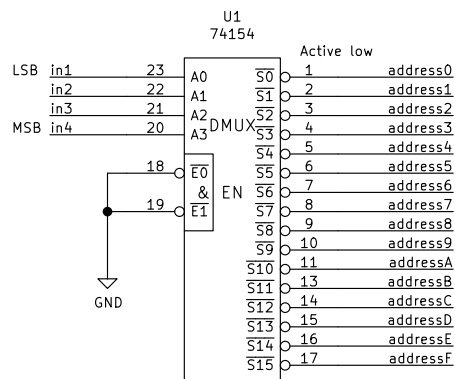 U1
74154
Active low
LSB in1 23 A0 S0 1 address0
in2 22 A1 S1 2 address1
in3 21 A2 S2 3 address2
MSB in4 20 A3 DMUX S3 4 address3
S4 5 address4
18 E0 S5 6 address5
& EN S6 7 address6
19 E1 S7 8 address7
S8 9 address8
S9 10 address9
S10 11 addressA
GND S11 13 addressB
S12 14 addressC
S13 15 addressD
S14 16 addressE
S15 17 addressF